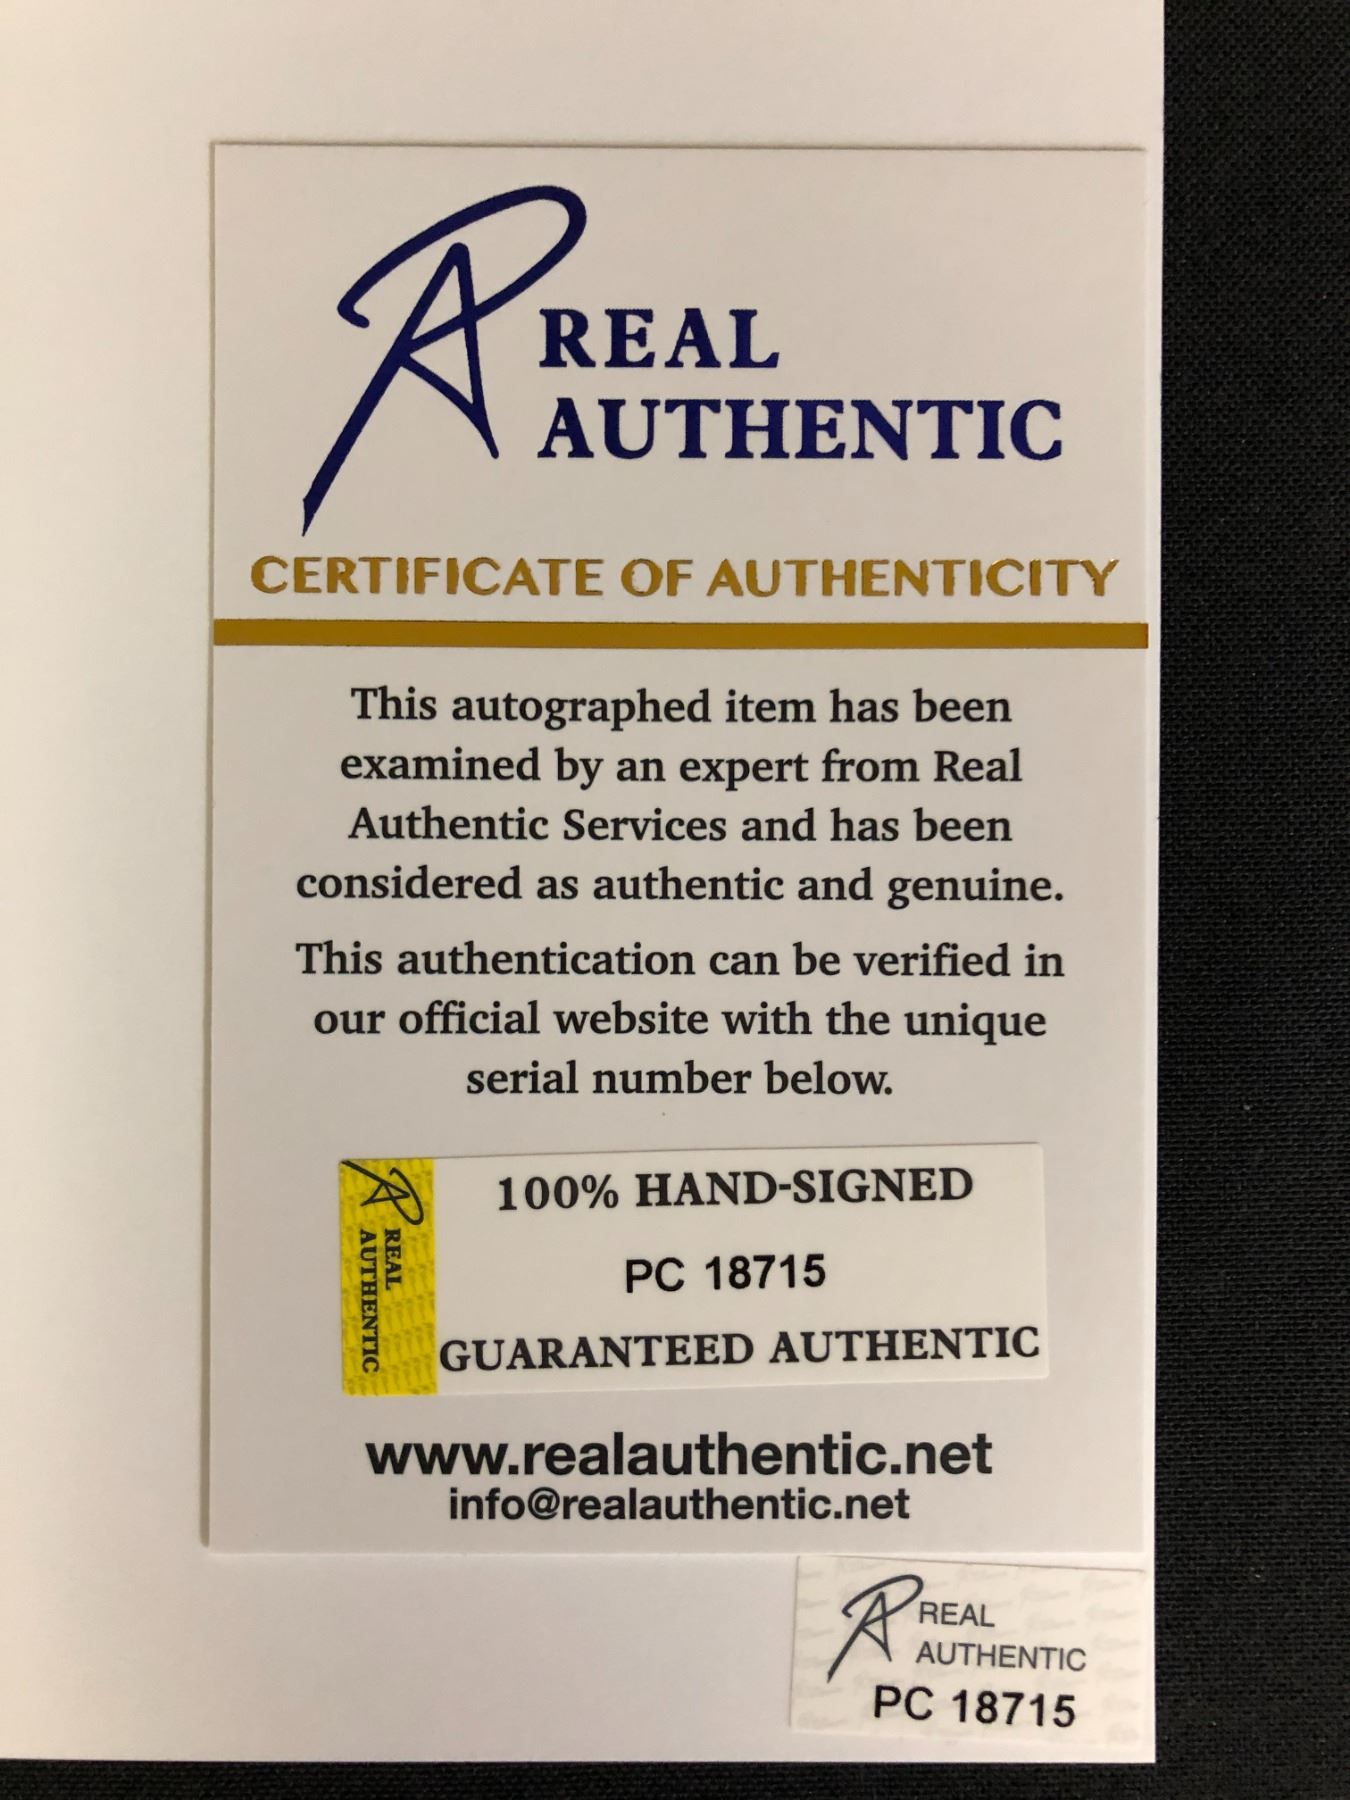 REAL
AUTHENTIC
CERTIFICATE OF AUTHENTICITY
This autographed item has been
examined by an expert from Real
Authentic Services and has been
considered as authentic and genuine.
This authentication can be verified in
our official website with the unique
serial number below.
REAL
AUTHENTIC
100% HAND-SIGNED
PC 18715
GUARANTEED AUTHENTIC
www.realauthentic.net
info@realauthentic.net
REAL
AUTHENTIC
PC 18715